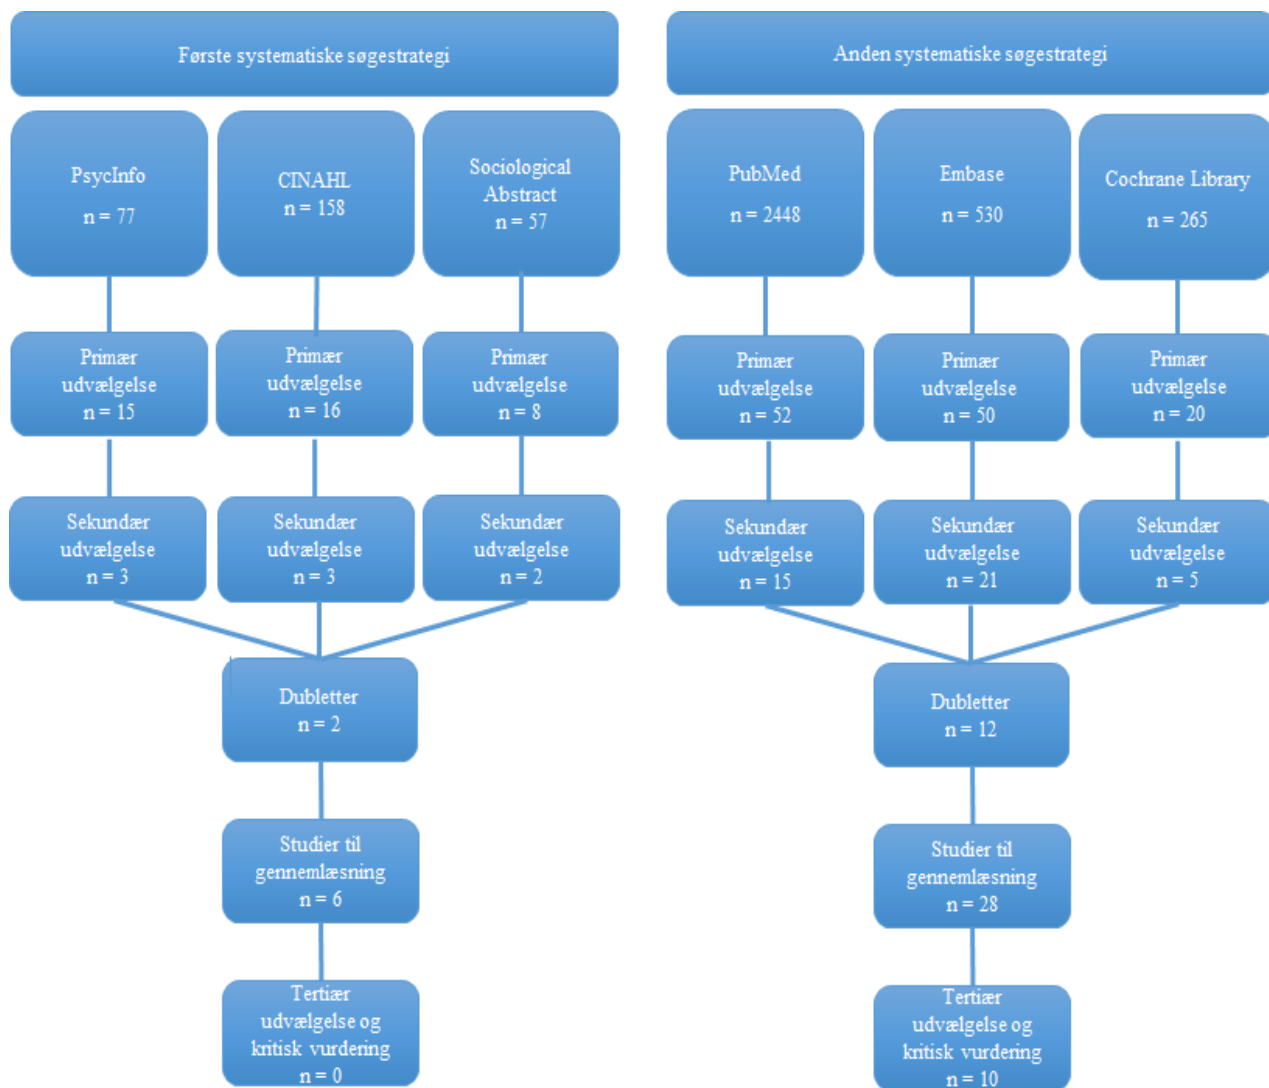 Første systematiske søgestrategi
PsycInfo
n = 77
CINAHL
n = 158
Sociological
Abstract
n = 57
Primær
udvælgelse
n = 15
Primær
udvælgelse
n = 16
Primær
udvælgelse
n = 8
Sekundær
udvælgelse
n = 3
Sekundær
udvælgelse
n = 3
Sekundær
udvælgelse
n = 2
Dubletter
n = 2
Studier til
gennemlæsning
n = 6
Tertiær
udvælgelse og
kritisk vurdering
n = 0
Anden systematiske søgestrategi
PubMed
n = 2448
Embase
n = 530
Cochrane Library
n = 265
Primær
udvælgelse
n = 52
Primær
udvælgelse
n = 50
Primær
udvælgelse
n = 20
Sekundær
udvælgelse
n = 15
Sekundær
udvælgelse
n = 21
Sekundær
udvælgelse
n = 5
Dubletter
n = 12
Studier til
gennemlæsning
n = 28
Tertiær
udvælgelse og
kritisk vurdering
n = 10